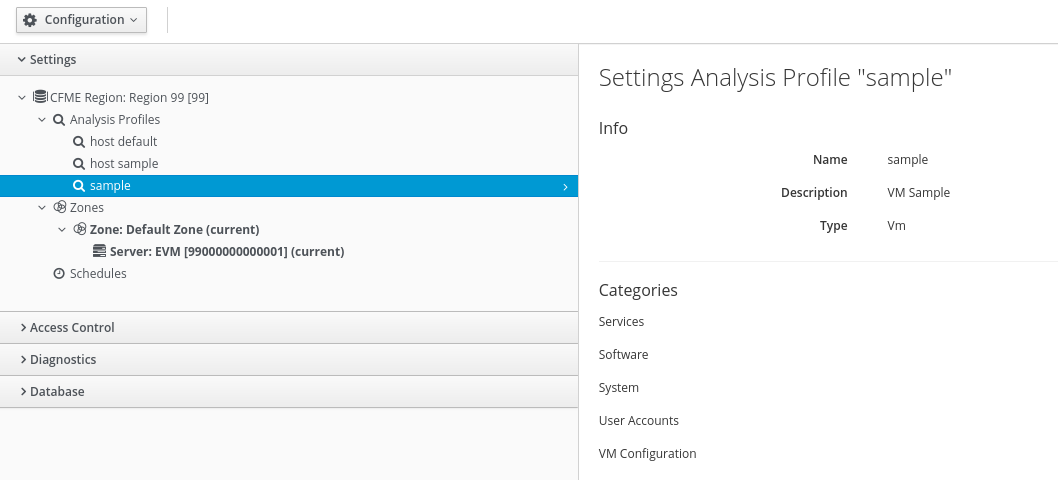 Configuration
Settings
CFME Region: Region 99 [99]
Analysis Profiles
host default
host sample
sample
Zones
Zone: Default Zone (current)
Server: EVM [99000000000001] (current)
Schedules
Access Control
Diagnostics
Database
Settings Analysis Profile "sample"
Info
Name sample
Description VM Sample
Type Vm
Categories
Services
Software
System
User Accounts
VM Configuration